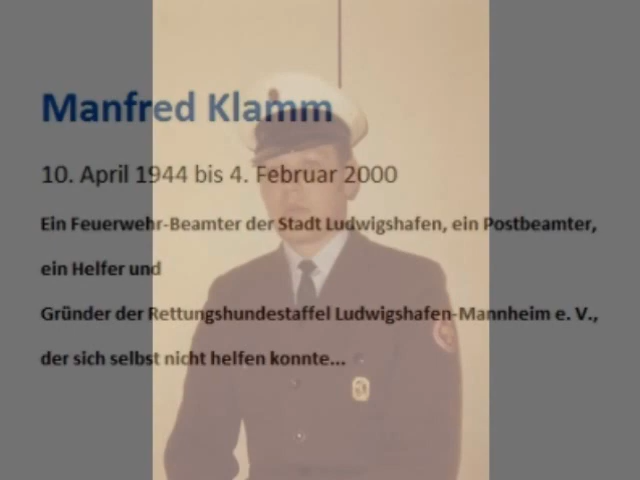 Manfred Klamm
10. April 1944 bis 4. Februar 2000
Ein Feuerwehr-Beamter der Stadt Ludwigshafen, ein Postbeamter,
ein Helfer und
Gründer der Rettungshundestaffel Ludwigshafen-Mannheim e. V.,
der sich selbst nicht helfen konnte...